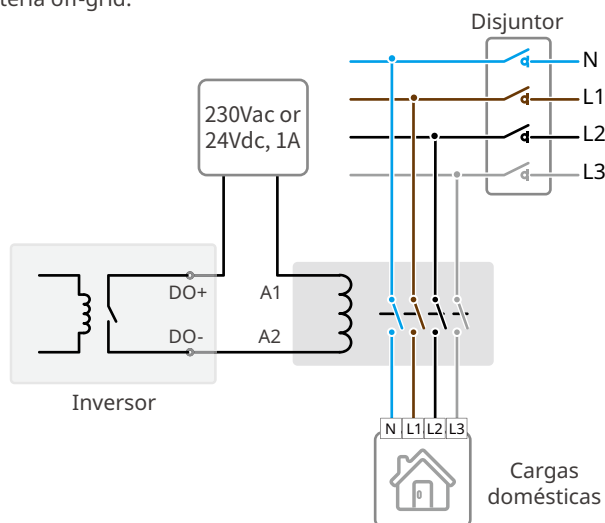 teria off-grid.
Disjuntor
N
L1
L2
L3
230Vac or
24Vdc, 1A
DO+
A1
DO-
A2
Inversor
N L1 L2 L3
Cargas
domésticas